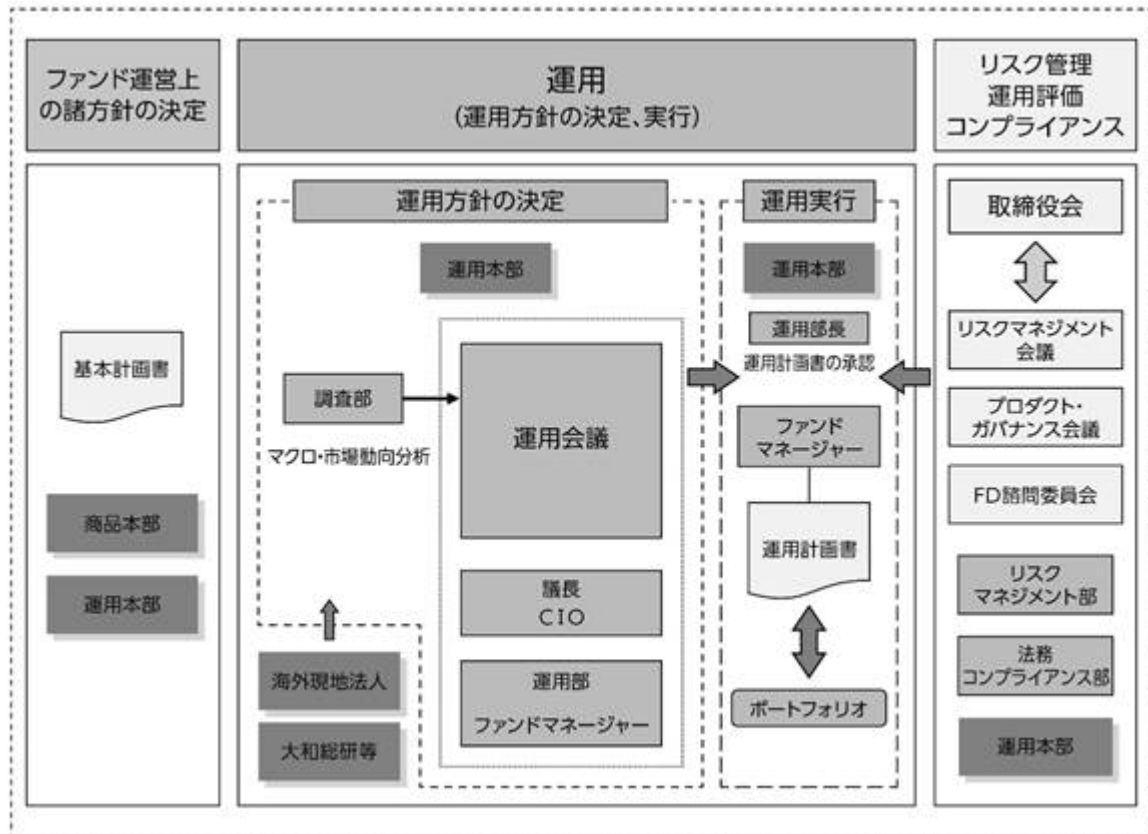 ファンド運営上
の諸方針の決定
運用
(運用方針の決定、実行)
リスク管理
運用評価
コンプライアンス
基本計画書
商品本部
運用本部
運用方針の決定
運用本部
調査部
マクロ・市場動向分析
運用会議
議長
CIO
運用部
ファンドマネージャー
海外現地法人
大和総研等
運用実行
運用本部
運用部長
運用計画書の承認
ファンド
マネージャー
運用計画書
ポートフォリオ
取締役会
リスクマネジメント
会議
プロダクト・
ガバナンス会議
FD諮問委員会
リスク
マネジメント部
法務
コンプライアンス部
運用本部